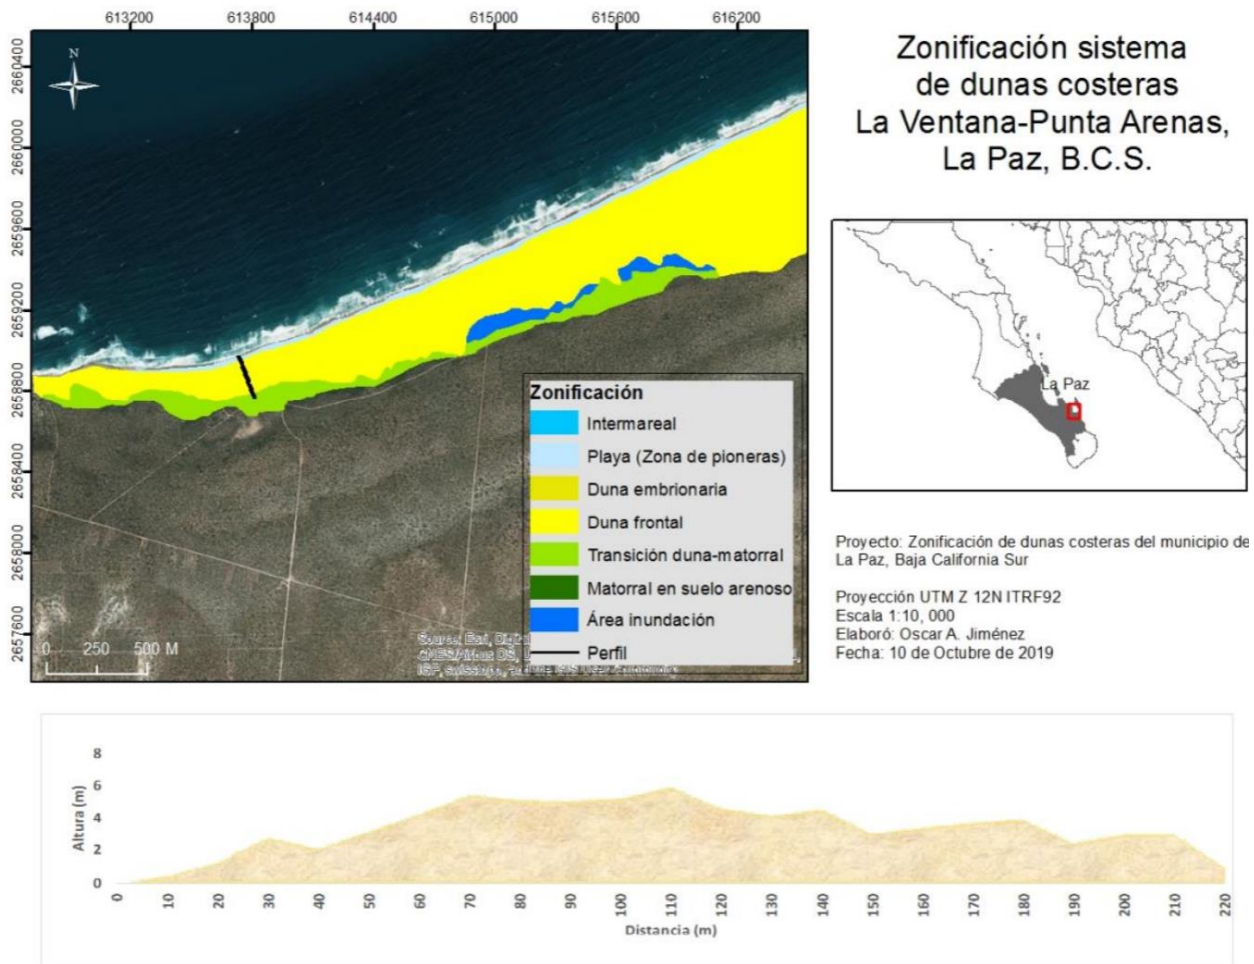 613200 613800 614400 615000 615600 616200
2660400
2660000
2659600
2659200
2658800
2658400
2658000
2657600
N
Zonificación
Intermareal
Playa (Zona de pioneras)
Duna embrionaria
Duna frontal
Transición duna-matorral
Matorral en suelo arenoso
Área inundación
Perfil
0 250 500 M
Source: Esri,
Zonificación sistema
de dunas costeras
La Ventana-Punta Arenas,
La Paz, B.C.S.
La Paz
Proyecto: Zonificación de dunas costeras del municipio de
La Paz, Baja California Sur
Proyección UTM Z 12N ITRF92
Escala 1:10, 000
Elaboró: Oscar A. Jiménez
Fecha: 10 de Octubre de 2019
Altura (m)
8
6
4
2
0
0 10 20 30 40 50 60 70 80 90 100 110 120 130 140 150 160 170 180 190 200 210 220
Distancia (m)